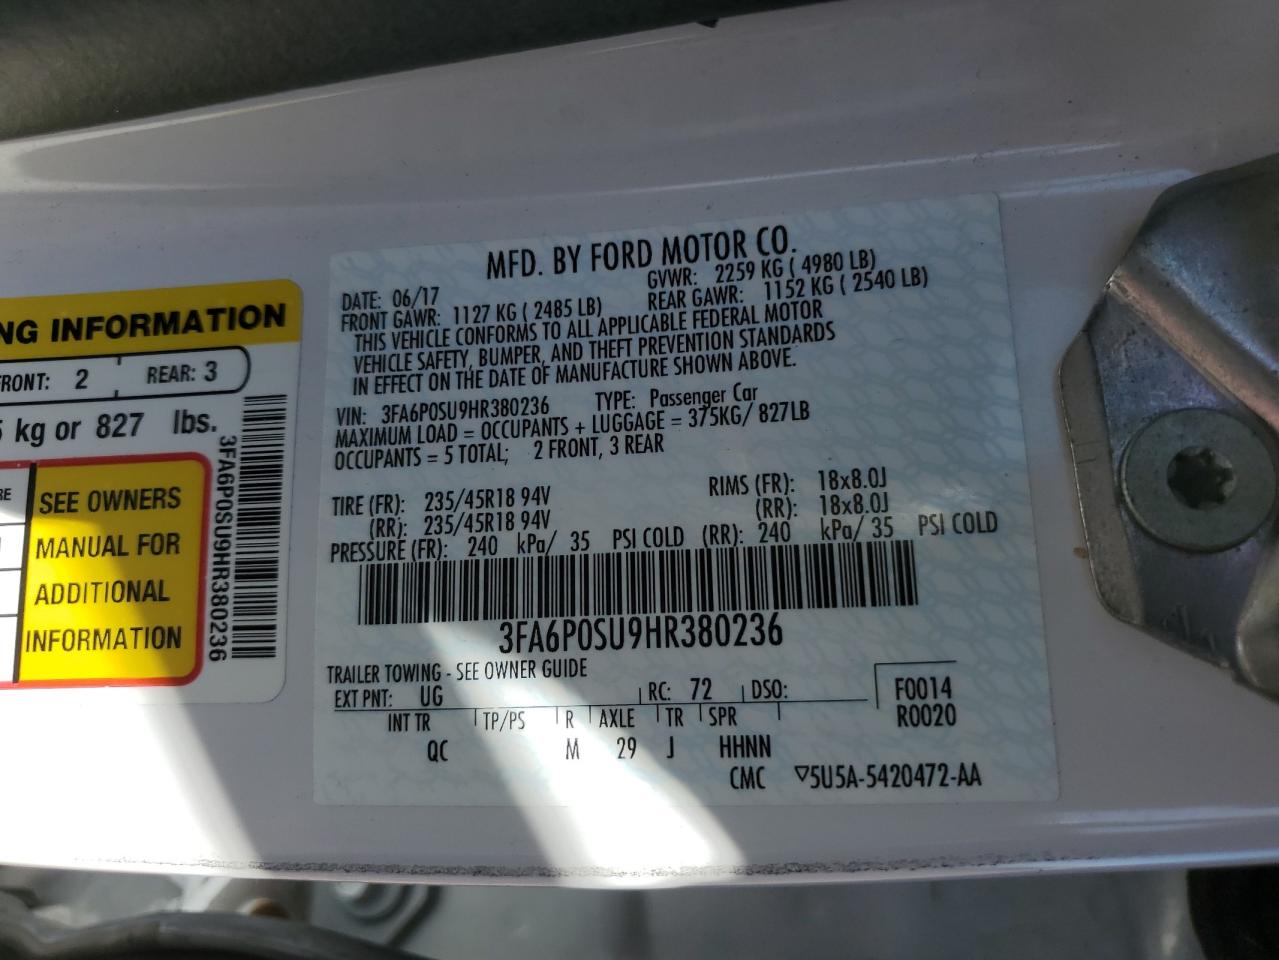 NG INFORMATION
FRONT: 2 REAR: 3
kg or 827 lbs.
SEE OWNERS
MANUAL FOR
ADDITIONAL
INFORMATION
3FA6P0SU9HR380236
MFD. BY FORD MOTOR CO.
DATE: 06/17 GVWR: 2259 KG ( 4980 LB)
FRONT GAWR: 1127 KG ( 2485 LB) REAR GAWR: 1152 KG ( 2540 LB)
THIS VEHICLE CONFORMS TO ALL APPLICABLE FEDERAL MOTOR
VEHICLE SAFETY, BUMPER, AND THEFT PREVENTION STANDARDS
IN EFFECT ON THE DATE OF MANUFACTURE SHOWN ABOVE.
VIN: 3FA6P0SU9HR380236 TYPE: Passenger Car
MAXIMUM LOAD = OCCUPANTS + LUGGAGE = 375KG/ 827LB
OCCUPANTS = 5 TOTAL; 2 FRONT, 3 REAR
TIRE (FR): 235/45R18 94V RIMS (FR): 18x8.0J
(RR): 235/45R18 94V (RR): 18x8.0J
PRESSURE (FR): 240 kPa/ 35 PSI COLD (RR): 240 kPa/ 35 PSI COLD
3FA6P0SU9HR380236
TRAILER TOWING - SEE OWNER GUIDE
EXT PNT: UG RC: 72 DSO: F0014
INT TR TP/PS R AXLE TR SPR R0020
QC M 29 J HHNN
CMC ▽5U5A-5420472-AA